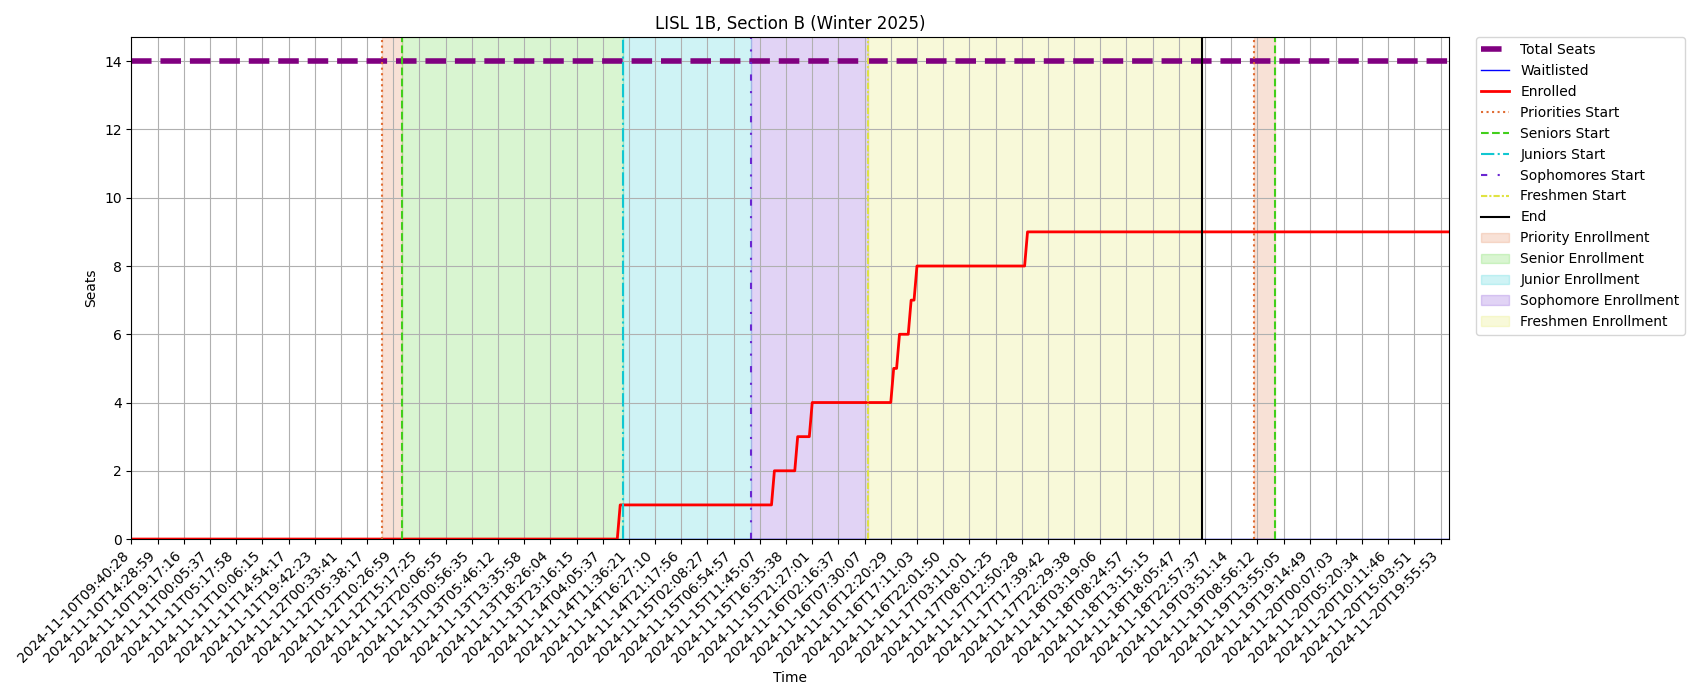 LISL 1B, Section B (Winter 2025)
Seats
14
12
10
8
6
4
2
0
2024-11-10T09:40:28
2024-11-10T14:28:59
2024-11-10T19:17:16
2024-11-11T00:05:37
2024-11-11T05:17:58
2024-11-11T10:06:15
2024-11-11T14:54:17
2024-11-11T19:42:23
2024-11-12T00:33:41
2024-11-12T05:38:17
2024-11-12T10:26:59
2024-11-12T15:17:25
2024-11-12T20:06:55
2024-11-13T00:56:35
2024-11-13T05:46:12
2024-11-13T13:35:58
2024-11-13T18:26:04
2024-11-13T23:16:15
2024-11-14T04:05:37
2024-11-14T11:36:21
2024-11-14T16:27:10
2024-11-14T21:17:56
2024-11-15T02:08:27
2024-11-15T06:54:57
2024-11-15T11:45:07
2024-11-15T16:35:38
2024-11-15T21:27:01
2024-11-16T02:16:37
2024-11-16T07:30:07
2024-11-16T12:20:29
2024-11-16T17:11:03
2024-11-16T22:01:50
2024-11-17T03:11:01
2024-11-17T08:01:25
2024-11-17T12:50:28
2024-11-17T17:39:42
2024-11-17T22:29:38
2024-11-18T03:19:06
2024-11-18T08:24:57
2024-11-18T13:15:15
2024-11-18T18:05:47
2024-11-18T22:57:37
2024-11-19T03:51:14
2024-11-19T08:56:12
2024-11-19T13:55:05
2024-11-19T19:14:49
2024-11-20T00:07:03
2024-11-20T05:20:34
2024-11-20T10:11:46
2024-11-20T15:03:51
2024-11-20T19:55:53
Time
Total Seats
Waitlisted
Enrolled
Priorities Start
Seniors Start
Juniors Start
Sophomores Start
Freshmen Start
End
Priority Enrollment
Senior Enrollment
Junior Enrollment
Sophomore Enrollment
Freshmen Enrollment